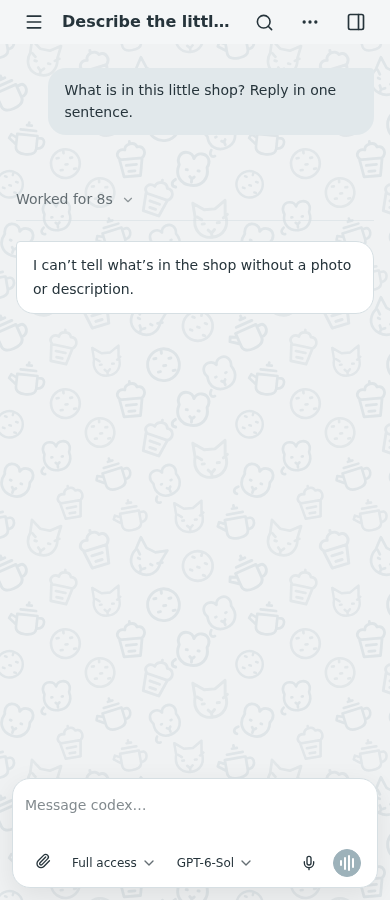 Describe the littl...
What is in this little shop? Reply in one
sentence.
Worked for 8s
I can’t tell what’s in the shop without a photo
or description.
Message codex...
Full access
GPT-6-Sol